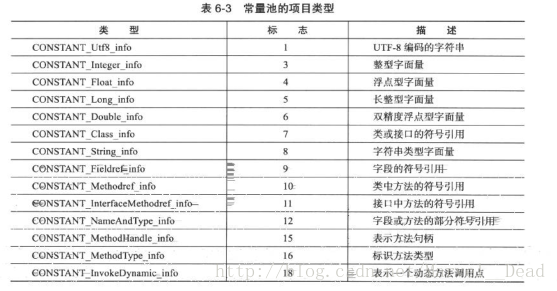 表 6-3 常量池的项目类型
类 型 标 志 描 述
CONSTANT_Utf8_info 1 UTF-8 编码的字符串
CONSTANT_Integer_info 3 整型字面量
CONSTANT_Float_info 4 浮点型字面量
CONSTANT_Long_info 5 长整型字面量
CONSTANT_Double_info 6 双精度浮点型字面量
CONSTANT_Class_info 7 类或接口的符号引用
CONSTANT_String_info 8 字符串类型字面量
CONSTANT_Fieldref_info 9 字段的符号引用
CONSTANT_Methodref_info 10 类中方法的符号引用
CONSTANT_InterfaceMethodref_info 11 接口中方法的符号引用
CONSTANT_NameAndType_info 12 字段或方法的部分符号引用
CONSTANT_MethodHandle_info 15 表示方法句柄
CONSTANT_MethodType_info 16 标识方法类型
CONSTANT_InvokeDynamic_info 18 表示一个动态方法调用点